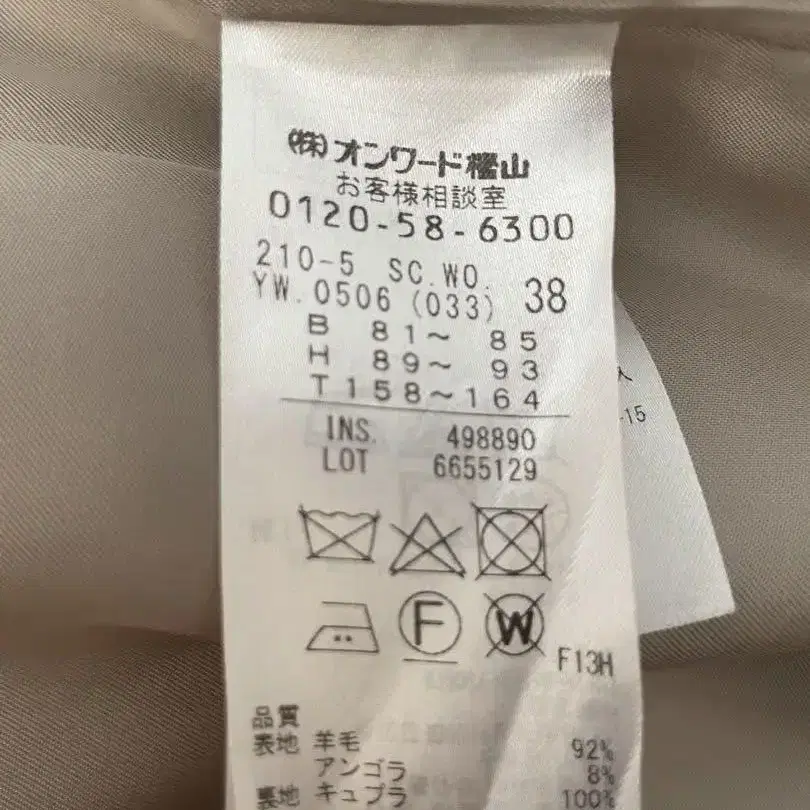 (株)オンワード樫山
お客様相談室
0120-58-6300
210-5 SC.WO.
YW.0506 (033) 38
B 81~ 85
H 89~ 93
T 158~164
INS. 498890
LOT 6655129
F
W
F13H
品質
表地 羊毛 92%
アンゴラ 8%
裏地 キュプラ 100%
-15